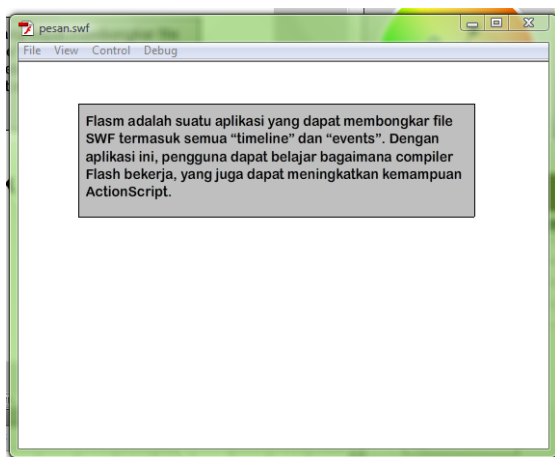 pesan.swf
File View Control Debug
Flasm adalah suatu aplikasi yang dapat membongkar file
SWF termasuk semua “timeline” dan “events”. Dengan
aplikasi ini, pengguna dapat belajar bagaimana compiler
Flash bekerja, yang juga dapat meningkatkan kemampuan
ActionScript.